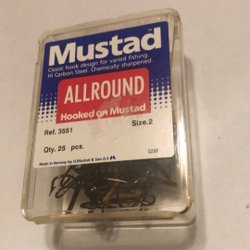 Mustad
Classic hook design for varied fishing.
Hi Carbon Steel. Chemically sharpened.
ALLROUND
Hooked on Mustad
Ref. 3551
Size.2
Qty. 25 pcs.
Made in Norway by O.Mustad & Søn A.S.